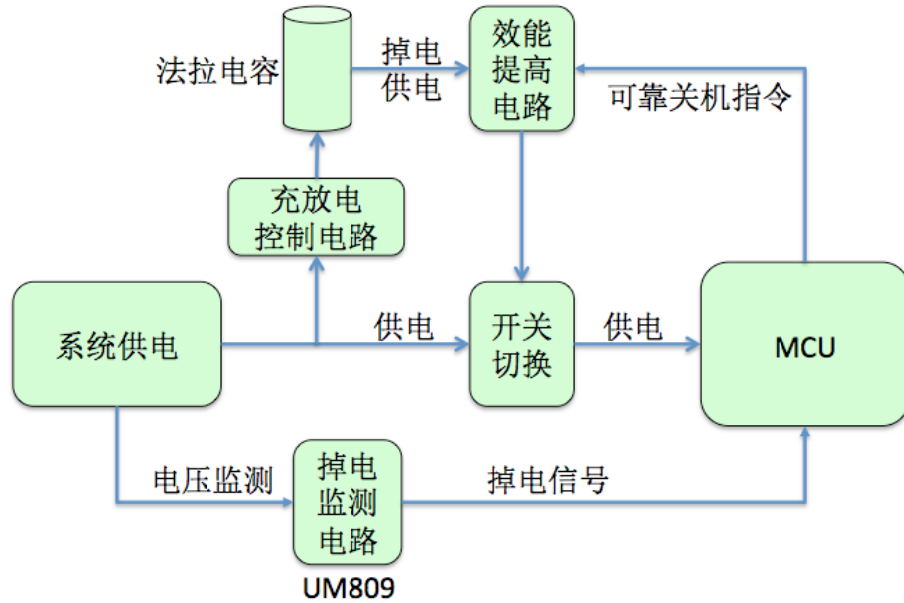 法拉电容
掉电
供电
效能
提高
电路
可靠关机指令
充放电
控制电路
系统供电
供电
开关
切换
供电
MCU
电压监测
掉电
监测
电路
掉电信号
UM809